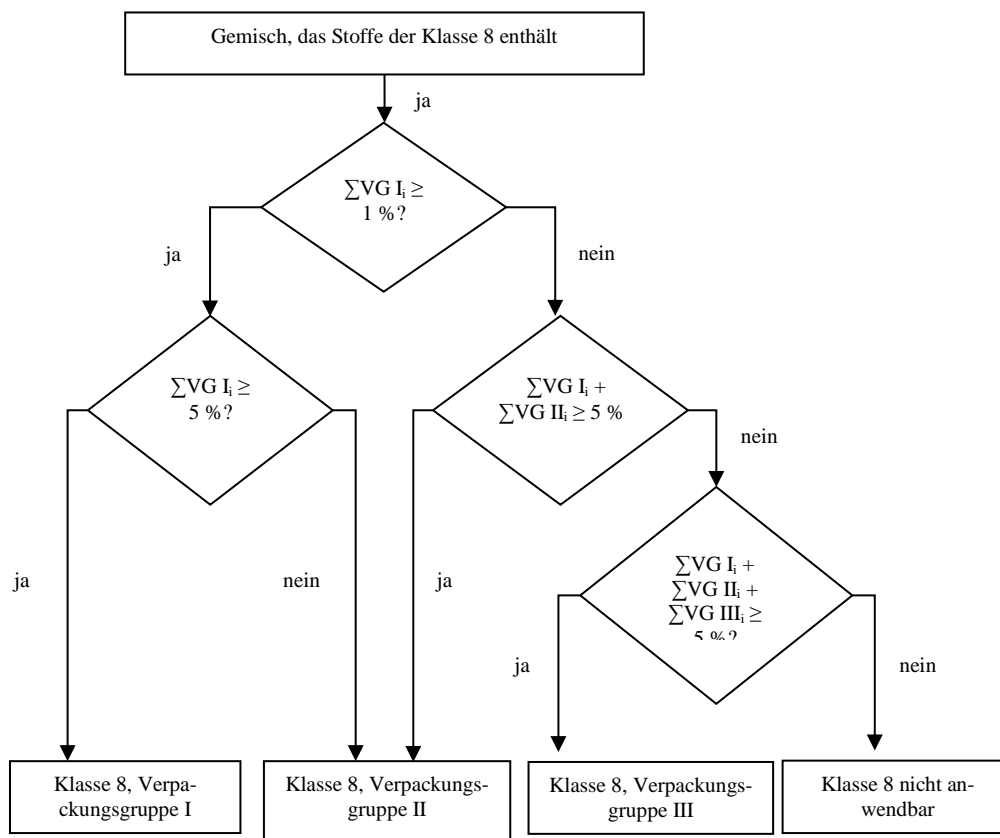 Gemisch, das Stoffe der Klasse 8 enthält
ja
∑VG Iᵢ ≥
1 %?
ja
nein
∑VG Iᵢ ≥
5 %?
∑VG Iᵢ +
∑VG IIᵢ ≥ 5 %
nein
ja
nein
ja
∑VG Iᵢ +
∑VG IIᵢ +
∑VG IIIᵢ ≥
5 %?
ja
nein
Klasse 8, Verpa-
ckungsgruppe I
Klasse 8, Verpackungs-
gruppe II
Klasse 8, Verpackungs-
gruppe III
Klasse 8 nicht an-
wendbar